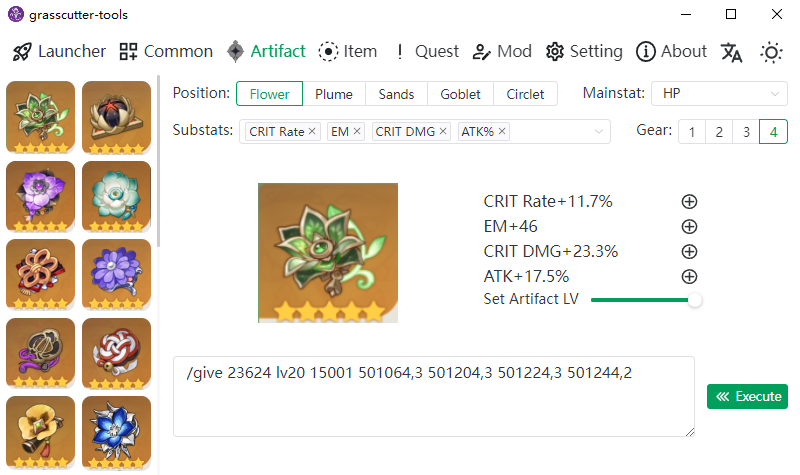 grasscutter-tools
Launcher Common Artifact Item Quest Mod Setting About
Position: Flower Plume Sands Goblet Circlet Mainstat: HP
Substats: CRIT Rate EM CRIT DMG ATK% Gear: 1 2 3 4
CRIT Rate+11.7%
EM+46
CRIT DMG+23.3%
ATK+17.5%
Set Artifact LV
/give 23624 lv20 15001 501064,3 501204,3 501224,3 501244,2
Execute